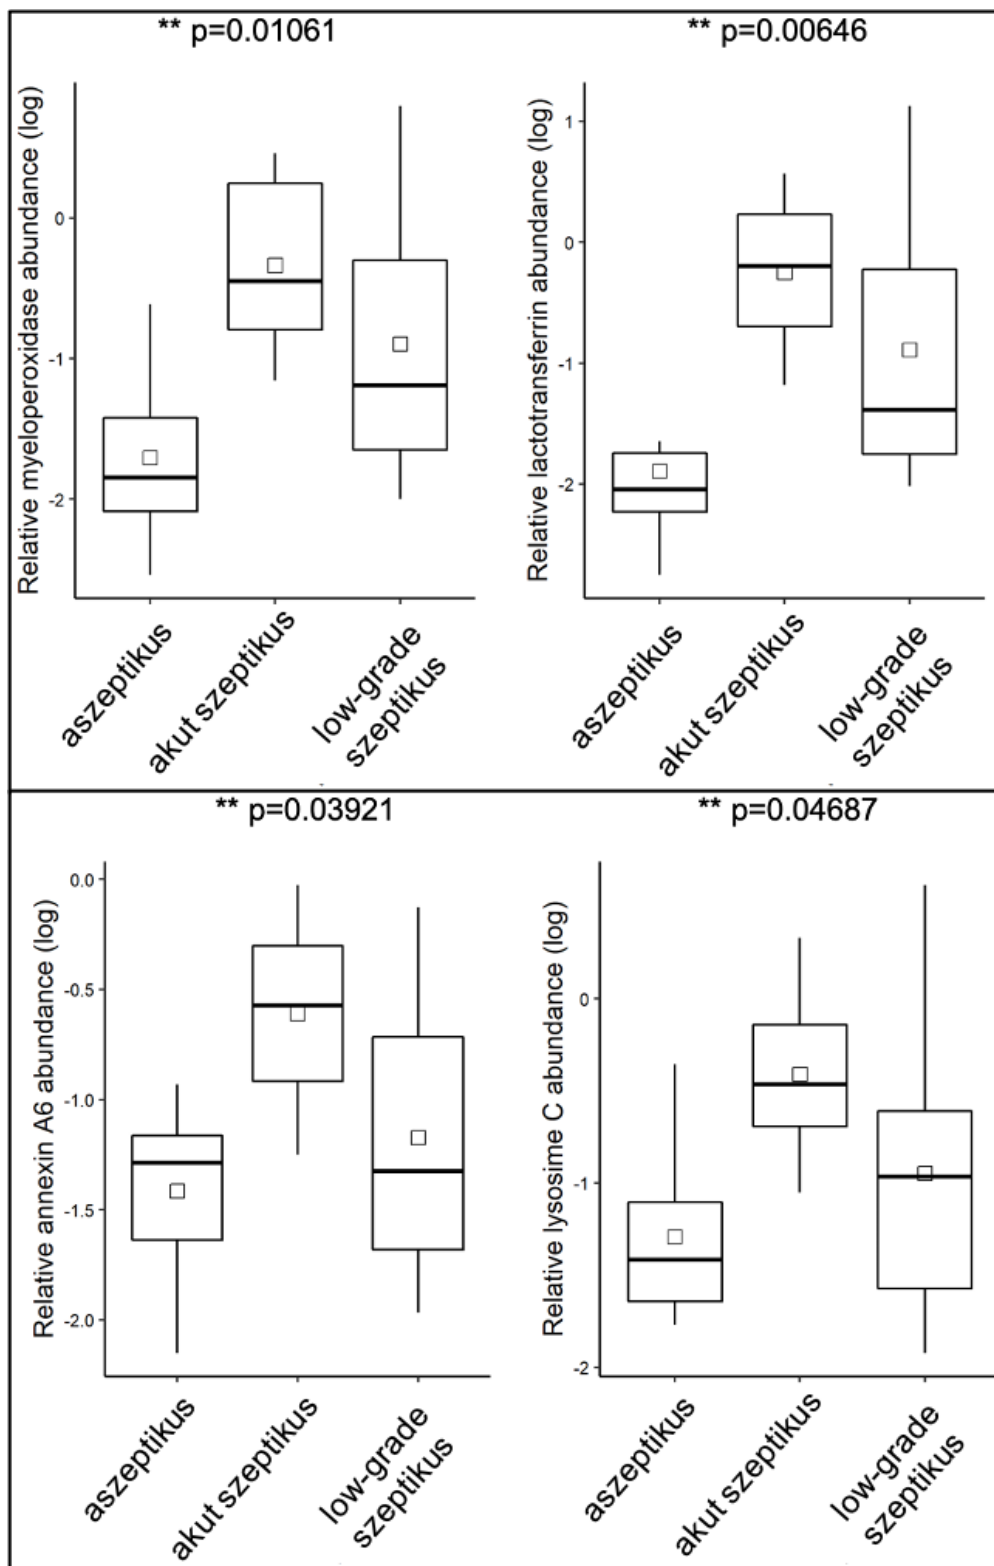 ** p=0.01061
Relative myeloperoxidase abundance (log)
0
-1
-2
aszeptikus
akut szeptikus
low-grade
szeptikus
** p=0.00646
Relative lactotransferrin abundance (log)
1
0
-1
-2
aszeptikus
akut szeptikus
low-grade
szeptikus
** p=0.03921
Relative annexin A6 abundance (log)
0.0
-0.5
-1.0
-1.5
-2.0
aszeptikus
akut szeptikus
low-grade
szeptikus
** p=0.04687
Relative lysosime C abundance (log)
0
-1
-2
aszeptikus
akut szeptikus
low-grade
szeptikus